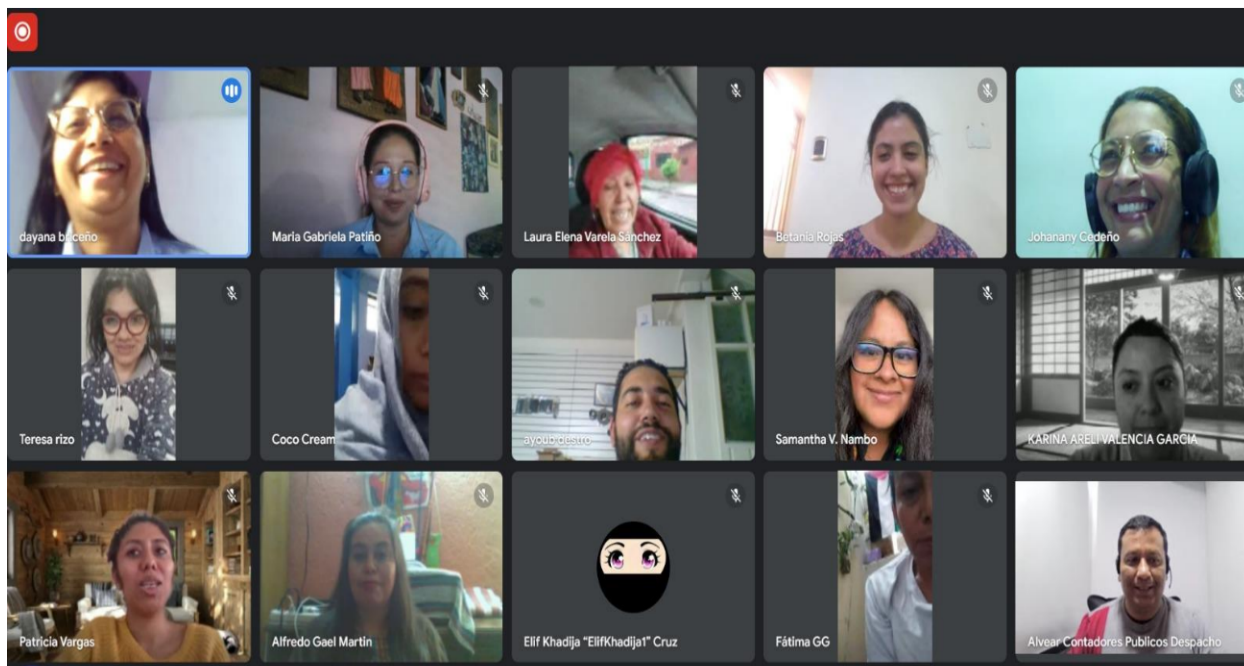 dayana briceño
Maria Gabriela Patiño
Laura Elena Varela Sánchez
Betania Rojas
Johanany Cedeño
Teresa rizo
Coco Cream
ayoub destro
Samantha V. Nambo
KARINA ARELI VALENCIA GARCIA
Patricia Vargas
Alfredo Gael Martin
Elif Khadija “ElifKhadija1” Cruz
Fátima GG
Alvear Contadores Publicos Despacho